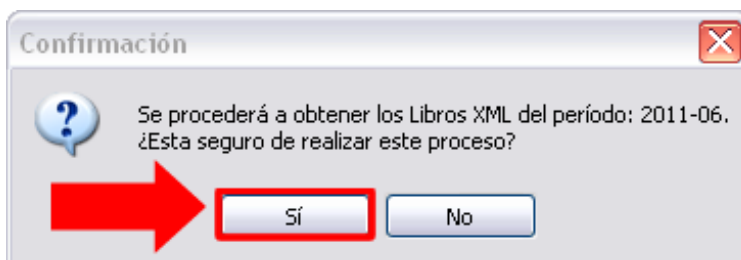 Confirmación
Se procederá a obtener los Libros XML del período: 2011-06.
¿Esta seguro de realizar este proceso?
Sí
No